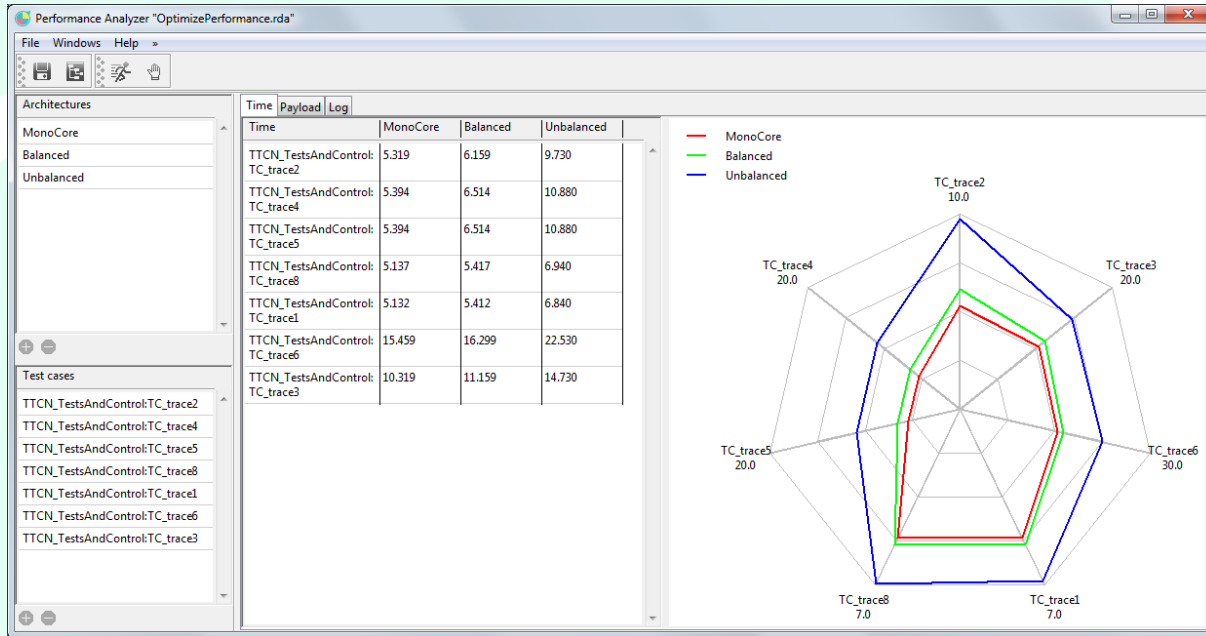 Performance Analyzer "OptimizePerformance.rda"
File Windows Help »
Architectures
MonoCore
Balanced
Unbalanced
Test cases
TTCN_TestsAndControl:TC_trace2
TTCN_TestsAndControl:TC_trace4
TTCN_TestsAndControl:TC_trace5
TTCN_TestsAndControl:TC_trace8
TTCN_TestsAndControl:TC_trace1
TTCN_TestsAndControl:TC_trace6
TTCN_TestsAndControl:TC_trace3
Time Payload Log
Time MonoCore Balanced Unbalanced
TTCN_TestsAndControl: 5.319 6.159 9.730
TC_trace2
TTCN_TestsAndControl: 5.394 6.514 10.880
TC_trace4
TTCN_TestsAndControl: 5.394 6.514 10.880
TC_trace5
TTCN_TestsAndControl: 5.137 5.417 6.940
TC_trace8
TTCN_TestsAndControl: 5.132 5.412 6.840
TC_trace1
TTCN_TestsAndControl: 15.459 16.299 22.530
TC_trace6
TTCN_TestsAndControl: 10.319 11.159 14.730
TC_trace3
MonoCore
Balanced
Unbalanced
TC_trace2
10.0
TC_trace4
20.0
TC_trace3
20.0
TC_trace5
20.0
TC_trace6
30.0
TC_trace8
7.0
TC_trace1
7.0